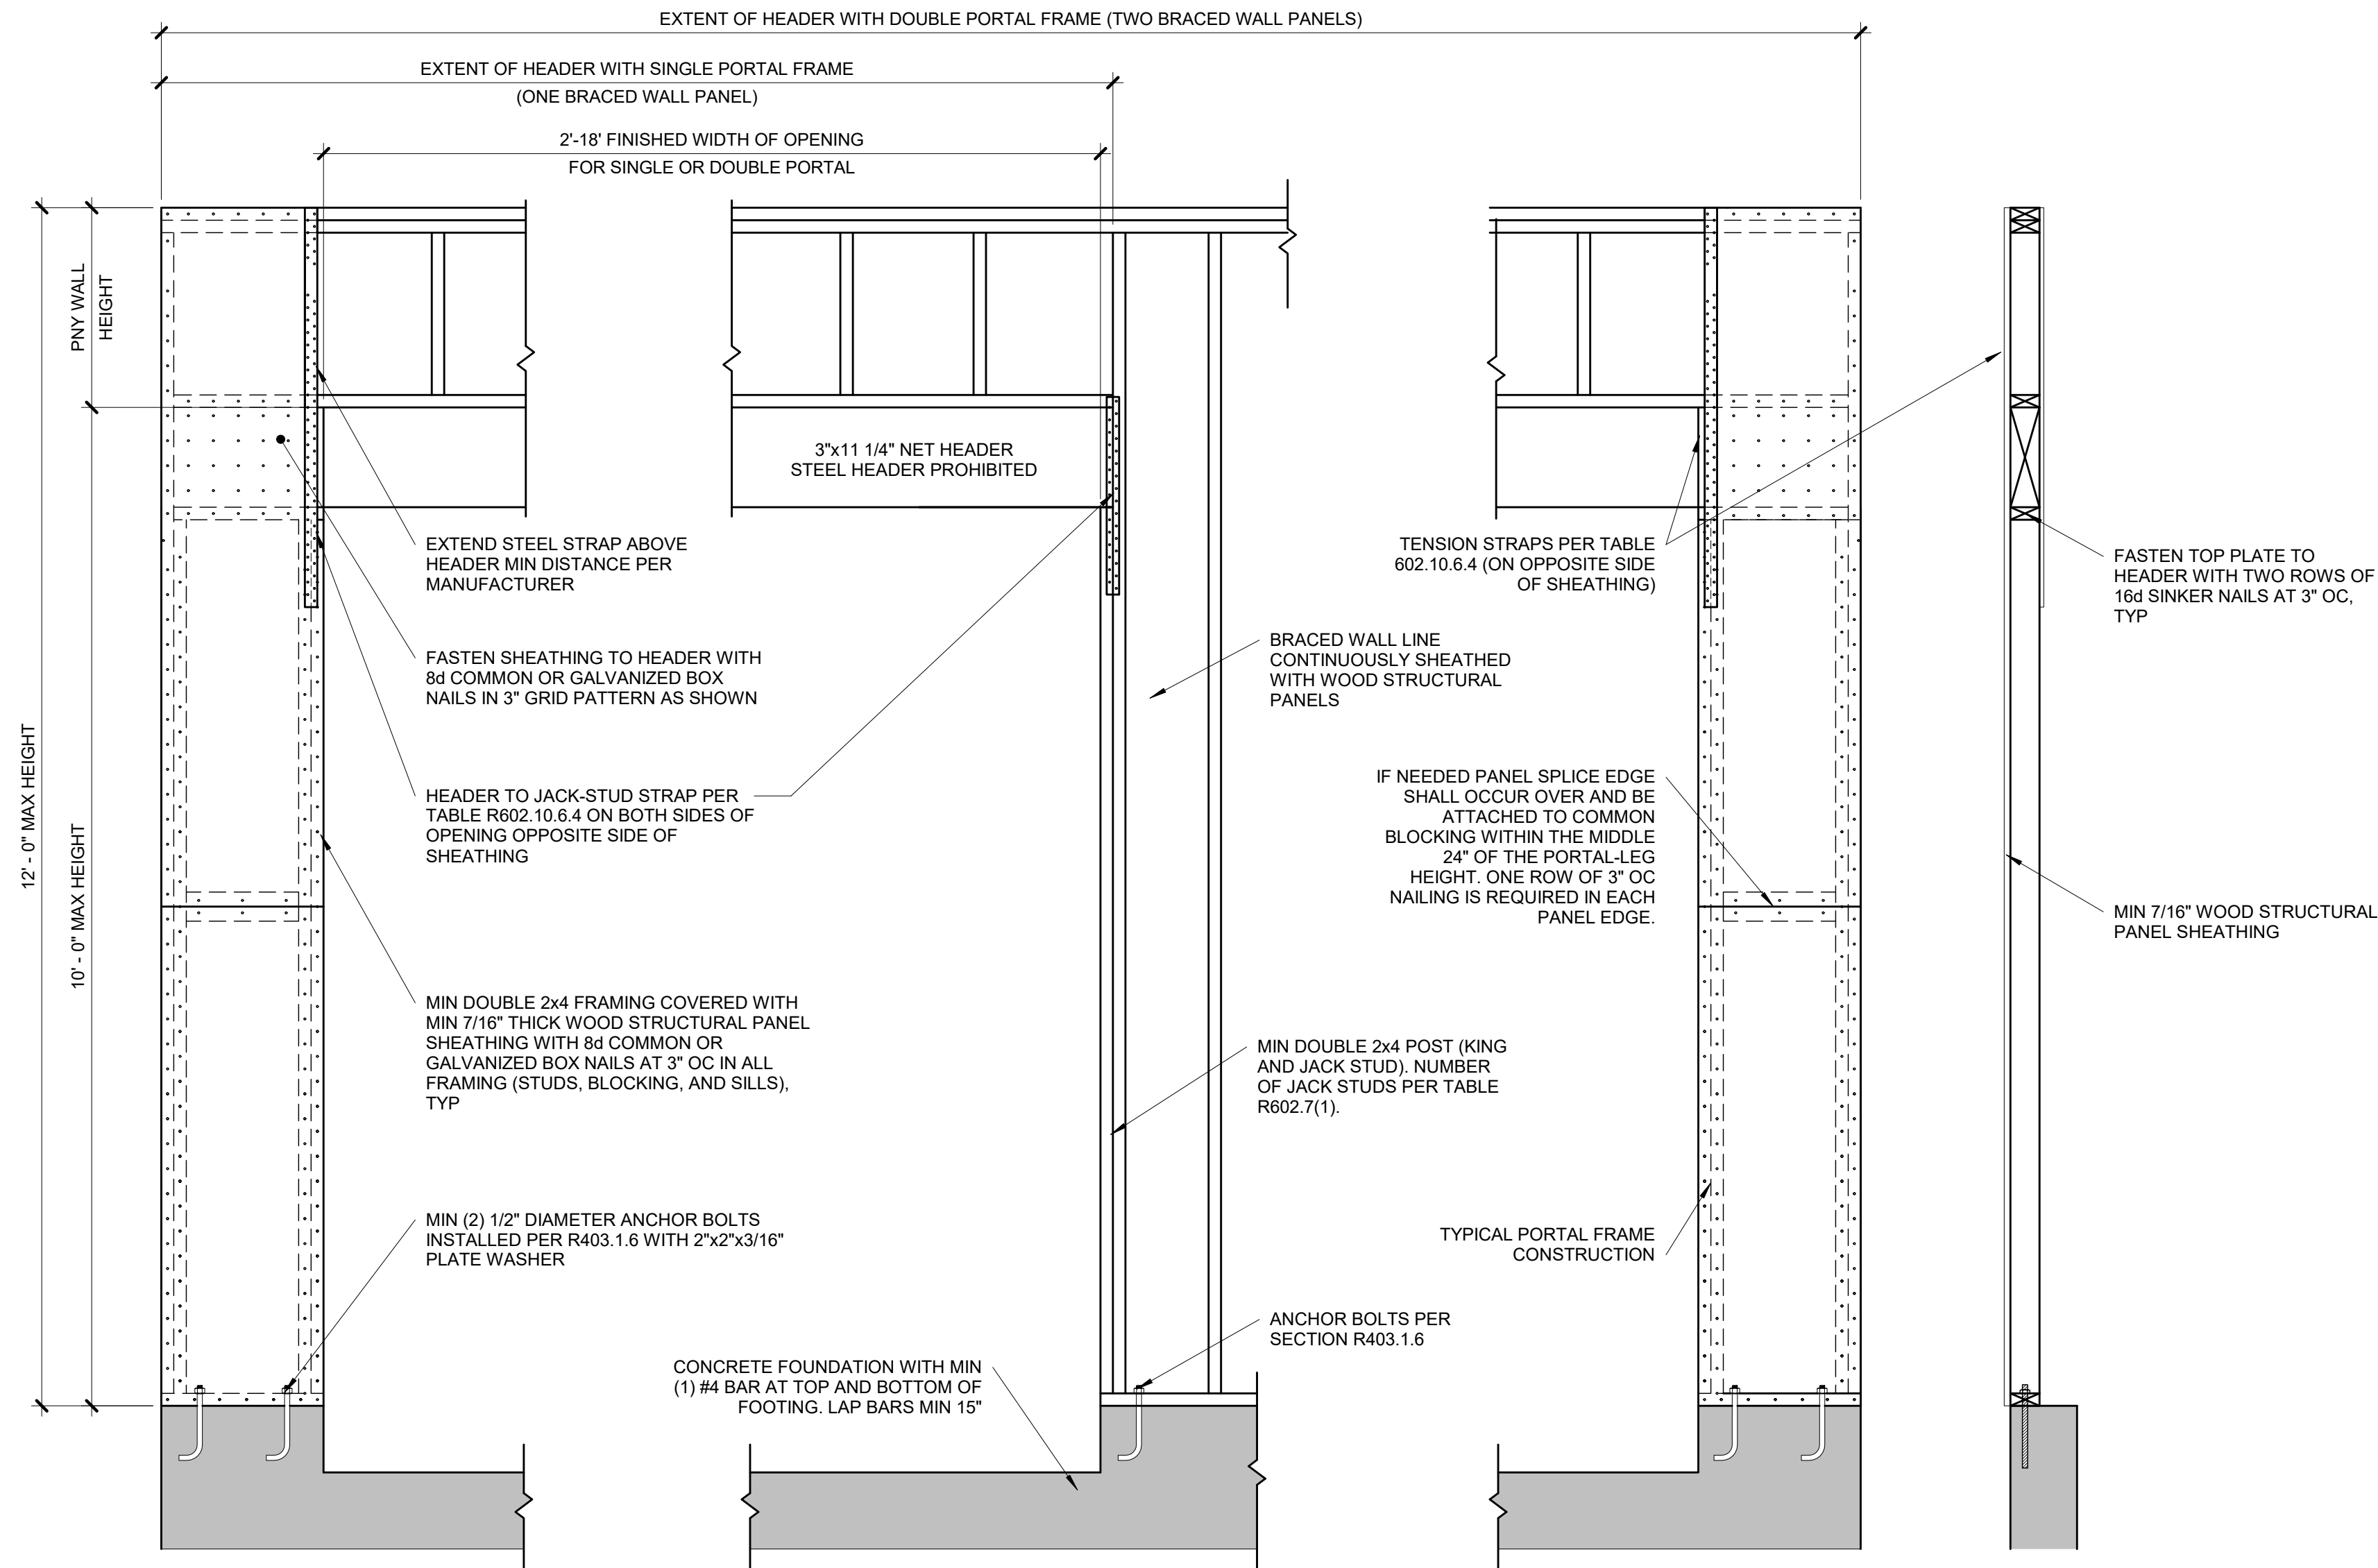 EXTENT OF HEADER WITH DOUBLE PORTAL FRAME (TWO BRACED WALL PANELS)
EXTENT OF HEADER WITH SINGLE PORTAL FRAME
(ONE BRACED WALL PANEL)
2'-18' FINISHED WIDTH OF OPENING
FOR SINGLE OR DOUBLE PORTAL
PNY WALL
HEIGHT
12' - 0" MAX HEIGHT
10' - 0" MAX HEIGHT
3"x11 1/4" NET HEADER
STEEL HEADER PROHIBITED
EXTEND STEEL STRAP ABOVE
HEADER MIN DISTANCE PER
MANUFACTURER
FASTEN SHEATHING TO HEADER WITH
8d COMMON OR GALVANIZED BOX
NAILS IN 3" GRID PATTERN AS SHOWN
HEADER TO JACK-STUD STRAP PER
TABLE R602.10.6.4 ON BOTH SIDES OF
OPENING OPPOSITE SIDE OF
SHEATHING
MIN DOUBLE 2x4 FRAMING COVERED WITH
MIN 7/16" THICK WOOD STRUCTURAL PANEL
SHEATHING WITH 8d COMMON OR
GALVANIZED BOX NAILS AT 3" OC IN ALL
FRAMING (STUDS, BLOCKING, AND SILLS),
TYP
MIN (2) 1/2" DIAMETER ANCHOR BOLTS
INSTALLED PER R403.1.6 WITH 2"x2"x3/16"
PLATE WASHER
CONCRETE FOUNDATION WITH MIN
(1) #4 BAR AT TOP AND BOTTOM OF
FOOTING. LAP BARS MIN 15"
BRACED WALL LINE
CONTINUOUSLY SHEATHED
WITH WOOD STRUCTURAL
PANELS
MIN DOUBLE 2x4 POST (KING
AND JACK STUD). NUMBER
OF JACK STUDS PER TABLE
R602.7(1).
ANCHOR BOLTS PER
SECTION R403.1.6
TENSION STRAPS PER TABLE
602.10.6.4 (ON OPPOSITE SIDE
OF SHEATHING)
IF NEEDED PANEL SPLICE EDGE
SHALL OCCUR OVER AND BE
ATTACHED TO COMMON
BLOCKING WITHIN THE MIDDLE
24" OF THE PORTAL-LEG
HEIGHT. ONE ROW OF 3" OC
NAILING IS REQUIRED IN EACH
PANEL EDGE.
TYPICAL PORTAL FRAME
CONSTRUCTION
FASTEN TOP PLATE TO
HEADER WITH TWO ROWS OF
16d SINKER NAILS AT 3" OC,
TYP
MIN 7/16" WOOD STRUCTURAL
PANEL SHEATHING